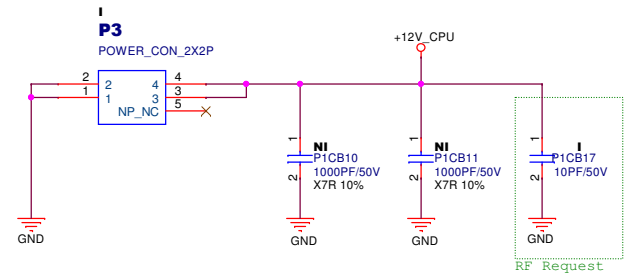 I
P3
POWER_CON_2X2P
+12V_CPU
2 2 4 4
1 1 3 3
NP_NC 5
1 1 1
NI NI I
P1CB10 P1CB11 P1CB17
1000PF/50V 1000PF/50V 10PF/50V
2 X7R 10% 2 X7R 10% 2
GND GND GND GND
RF Request